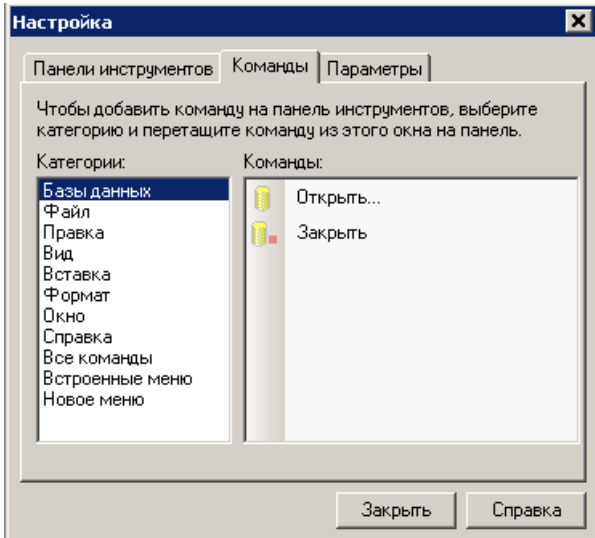 Настройка
Панели инструментов
Команды
Параметры
Чтобы добавить команду на панель инструментов, выберите
категорию и перетащите команду из этого окна на панель.
Категории:
Базы данных
Файл
Правка
Вид
Вставка
Формат
Окно
Справка
Все команды
Встроенные меню
Новое меню
Команды:
Открыть...
Закрыть
Закрыть
Справка